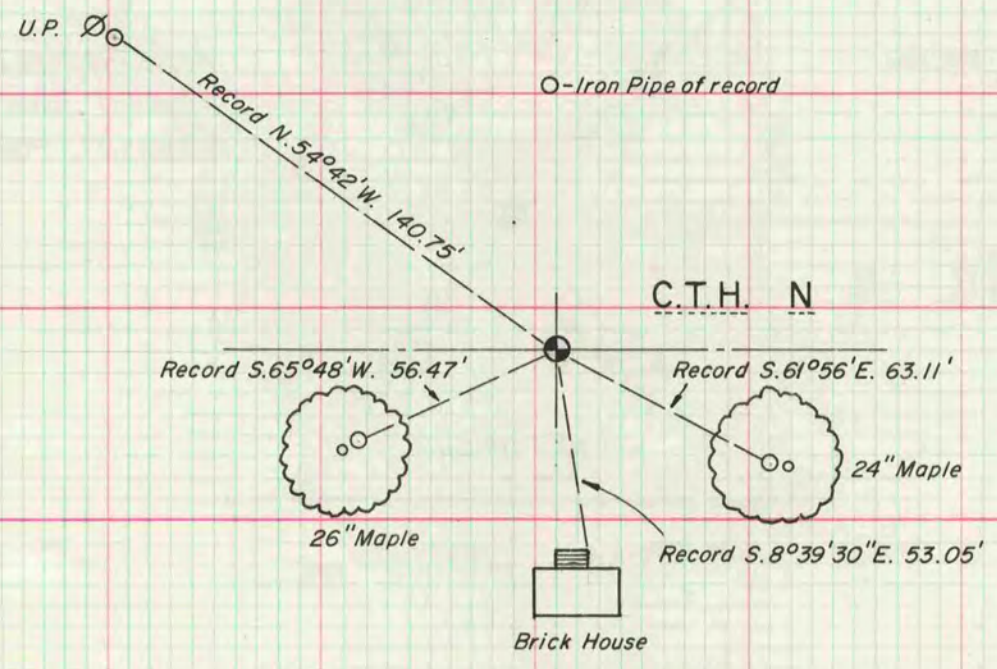 U.P.
Record N.54°42'W. 140.75'
O-Iron Pipe of record
C.T.H. N
Record S.65°48'W. 56.47'
Record S.61°56'E. 63.11'
24" Maple
26" Maple
Record S.8°39'30"E. 53.05'
Brick House